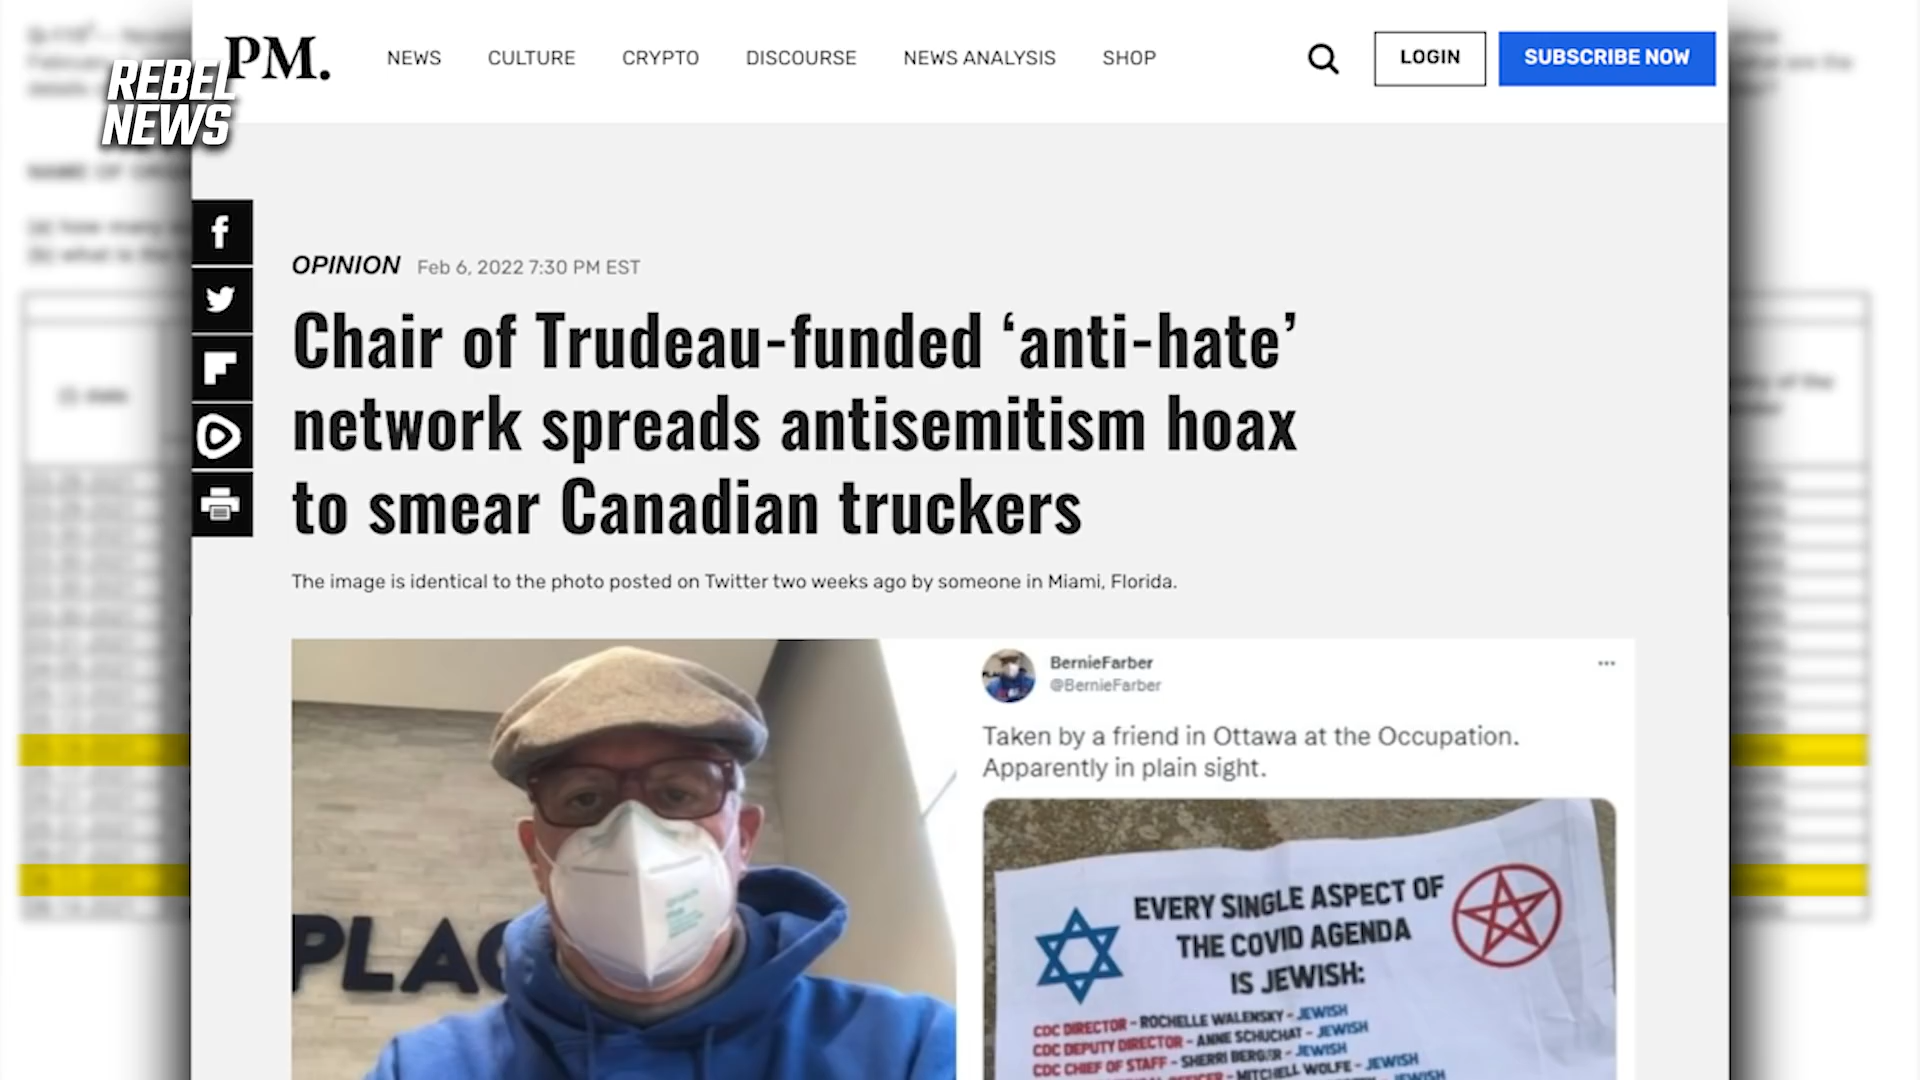 REBEL
NEWS
PM.
NEWS CULTURE CRYPTO DISCOURSE NEWS ANALYSIS SHOP LOGIN SUBSCRIBE NOW
OPINION Feb 6, 2022 7:30 PM EST
Chair of Trudeau-funded ‘anti-hate’
network spreads antisemitism hoax
to smear Canadian truckers
The image is identical to the photo posted on Twitter two weeks ago by someone in Miami, Florida.
PLAC
BernieFarber
@BernieFarber
Taken by a friend in Ottawa at the Occupation.
Apparently in plain sight.
EVERY SINGLE ASPECT OF
THE COVID AGENDA
IS JEWISH:
CDC DIRECTOR - ROCHELLE WALENSKY - JEWISH
CDC DEPUTY DIRECTOR - ANNE SCHUCHAT - JEWISH
CDC CHIEF OF STAFF - SHERRI BERGER - JEWISH
OFFICER - MITCHELL WOLFE - JEWISH
JEWISH